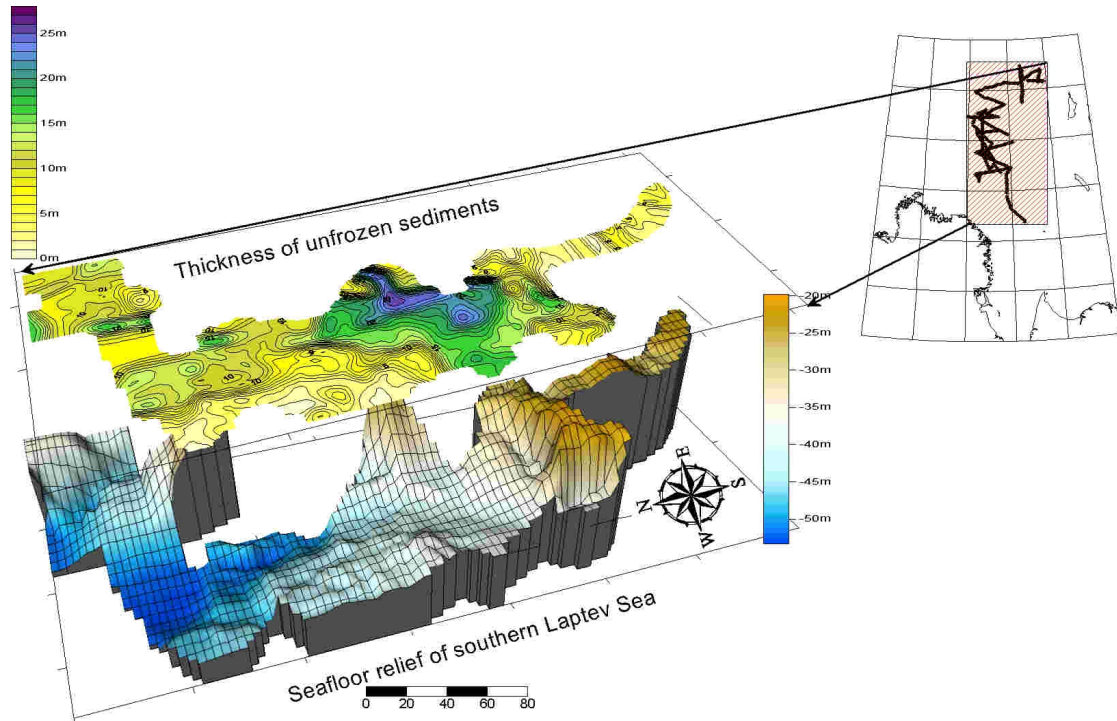 25m
20m
15m
10m
5m
0m
Thickness of unfrozen sediments
-20m
-25m
-30m
-35m
-40m
-45m
-50m
E
N
S
W
Seafloor relief of southern Laptev Sea
0 20 40 60 80